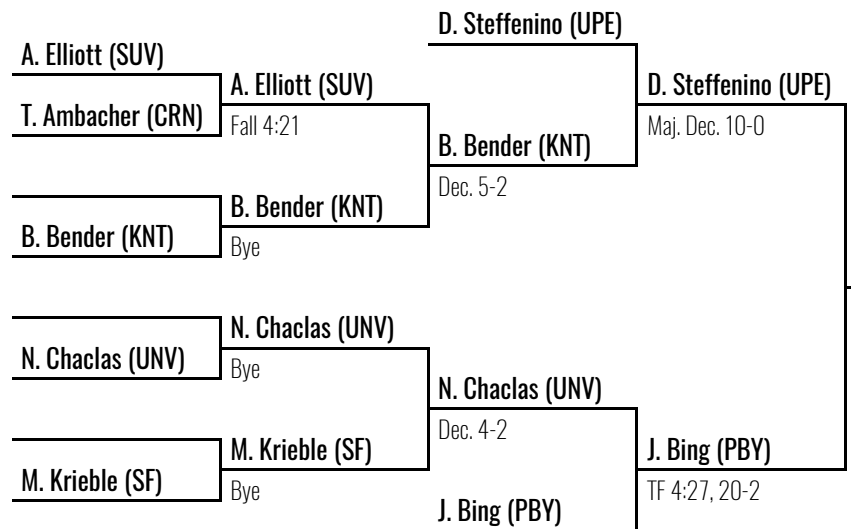 A. Elliott (SUV)
T. Ambacher (CRN)
B. Bender (KNT)
N. Chaclas (UNV)
M. Krieble (SF)
A. Elliott (SUV)
Fall 4:21
B. Bender (KNT)
Bye
N. Chaclas (UNV)
Bye
M. Krieble (SF)
Bye
D. Steffenino (UPE)
B. Bender (KNT)
Dec. 5-2
N. Chaclas (UNV)
Dec. 4-2
J. Bing (PBY)
D. Steffenino (UPE)
Maj. Dec. 10-0
J. Bing (PBY)
TF 4:27, 20-2